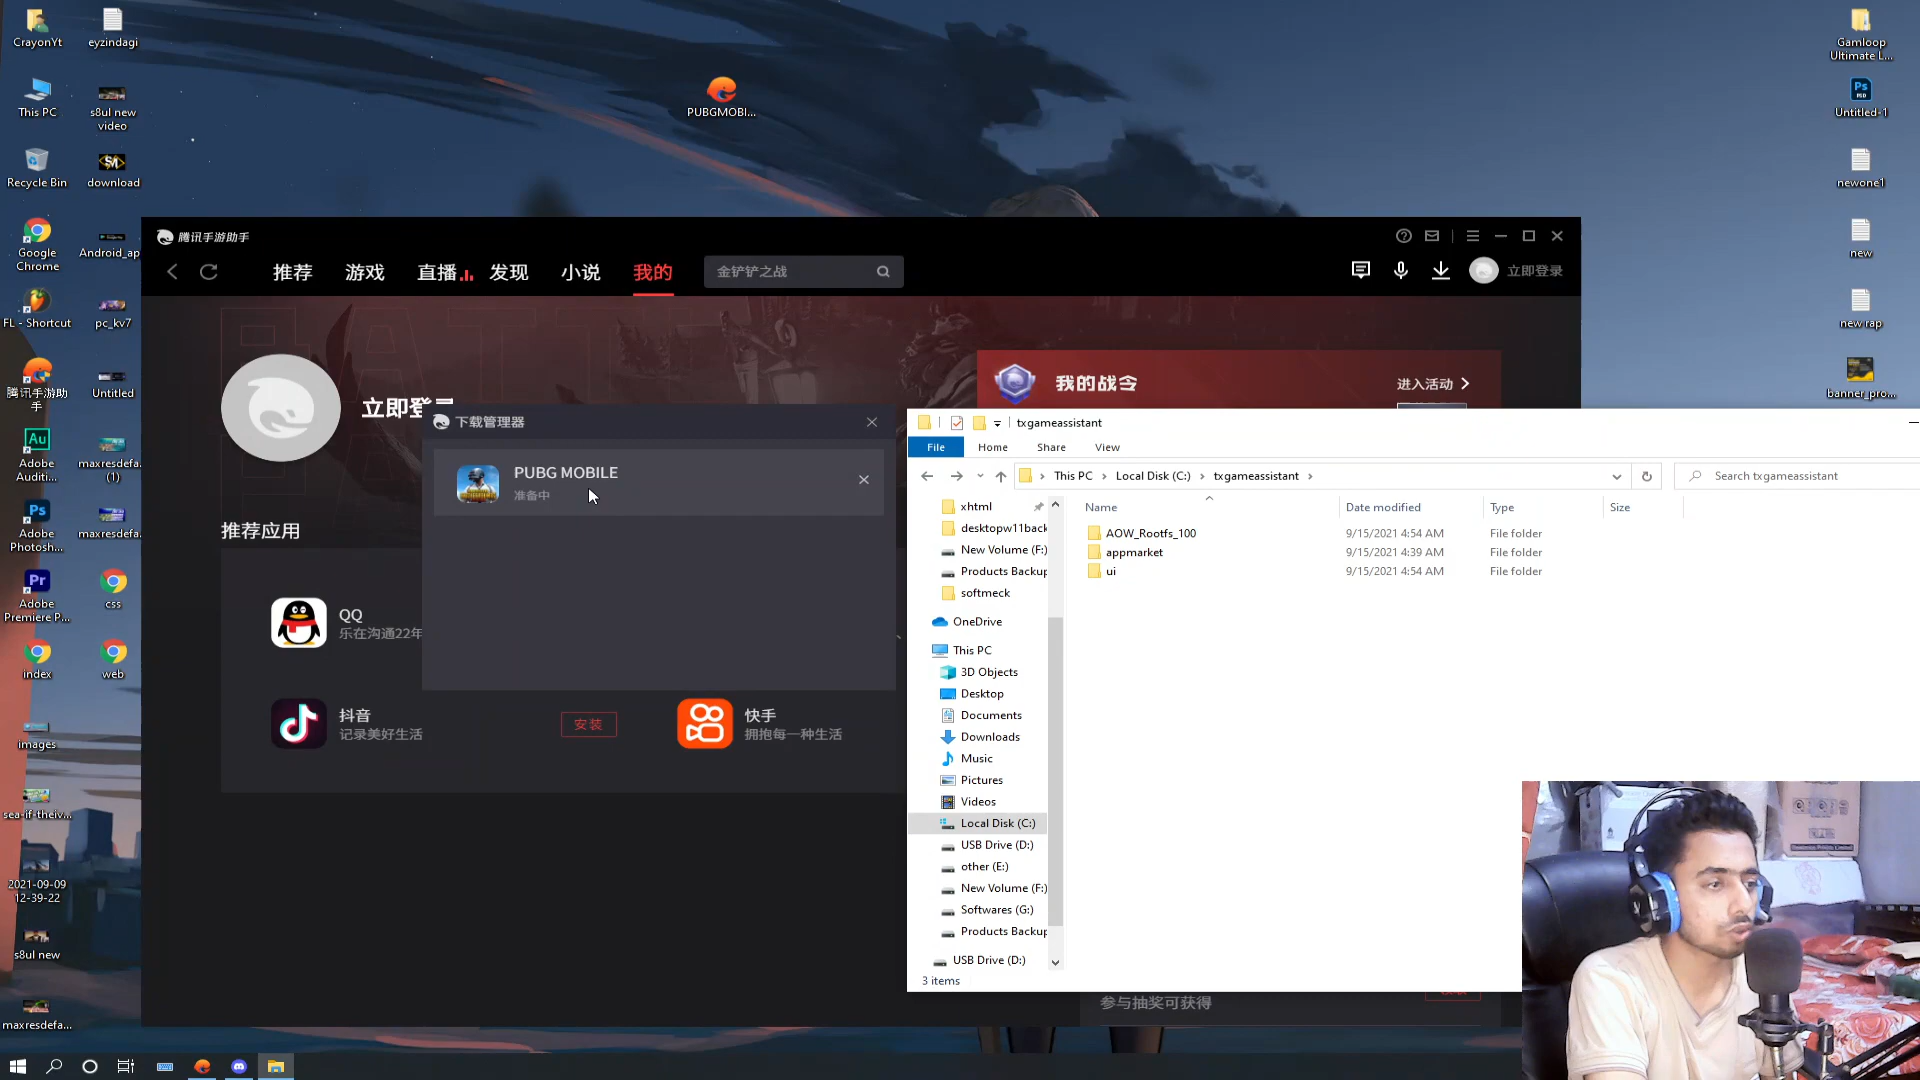 CrayonYt
eyzindagi
This PC
s8ul new
video
Recycle Bin
download
Google
Chrome
Android_ap
FL - Shortcut
pc_kv7
腾讯手游助
手
Untitled
Adobe
Auditi...
maxresdefa...
(1)
Adobe
Photosh...
maxresdefa...
Adobe
Premiere P...
css
index
web
images
sea-if-theiv...
2021-09-09
12-39-22
s8ul new
maxresdefa...
PUBGMOBI...
Gamloop
Ultimate L...
Untitled-1
newone1
new
new rap
banner_pro...
腾讯手游助手
推荐
游戏
直播
发现
小说
我的
金铲铲之战
立即登录
我的战令
进入活动
推荐应用
QQ
乐在沟通22年
抖音
记录美好生活
安装
快手
拥抱每一种生活
参与抽奖可获得
下载管理器
PUBG MOBILE
准备中
txgameassistant
File
Home
Share
View
This PC
Local Disk (C:)
txgameassistant
Search txgameassistant
xhtml
desktopw11back
New Volume (F:)
Products Backup
softmeck
OneDrive
This PC
3D Objects
Desktop
Documents
Downloads
Music
Pictures
Videos
Local Disk (C:)
USB Drive (D:)
other (E:)
New Volume (F:)
Softwares (G:)
Products Backup
USB Drive (D:)
Name
Date modified
Type
Size
AOW_Rootfs_100
9/15/2021 4:54 AM
File folder
appmarket
9/15/2021 4:39 AM
File folder
ui
9/15/2021 4:54 AM
File folder
3 items